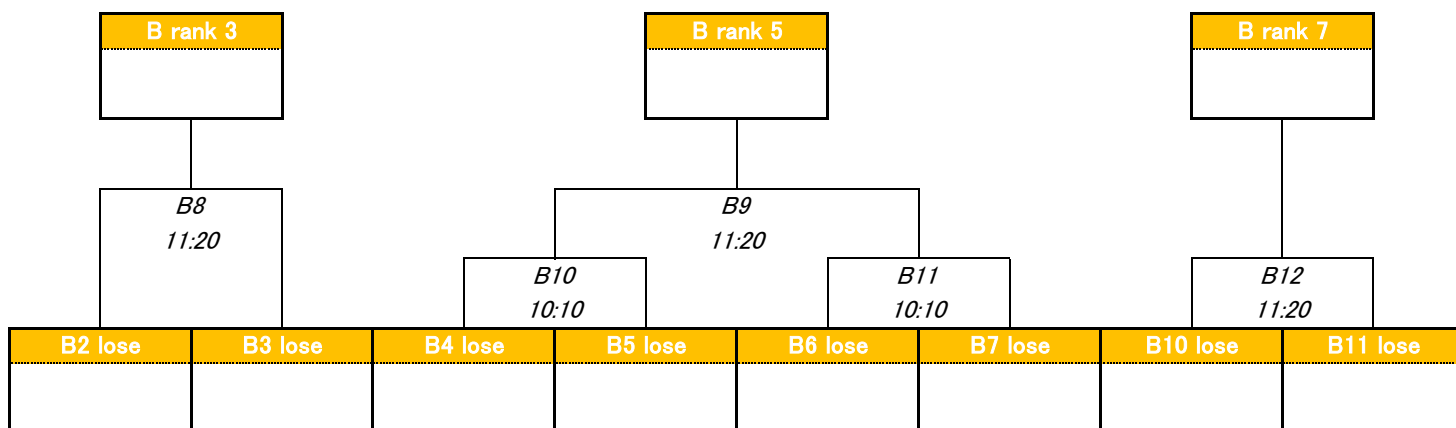 B rank 3
B rank 5
B rank 7
B8
11:20
B9
11:20
B10
10:10
B11
10:10
B12
11:20
B2 lose
B3 lose
B4 lose
B5 lose
B6 lose
B7 lose
B10 lose
B11 lose